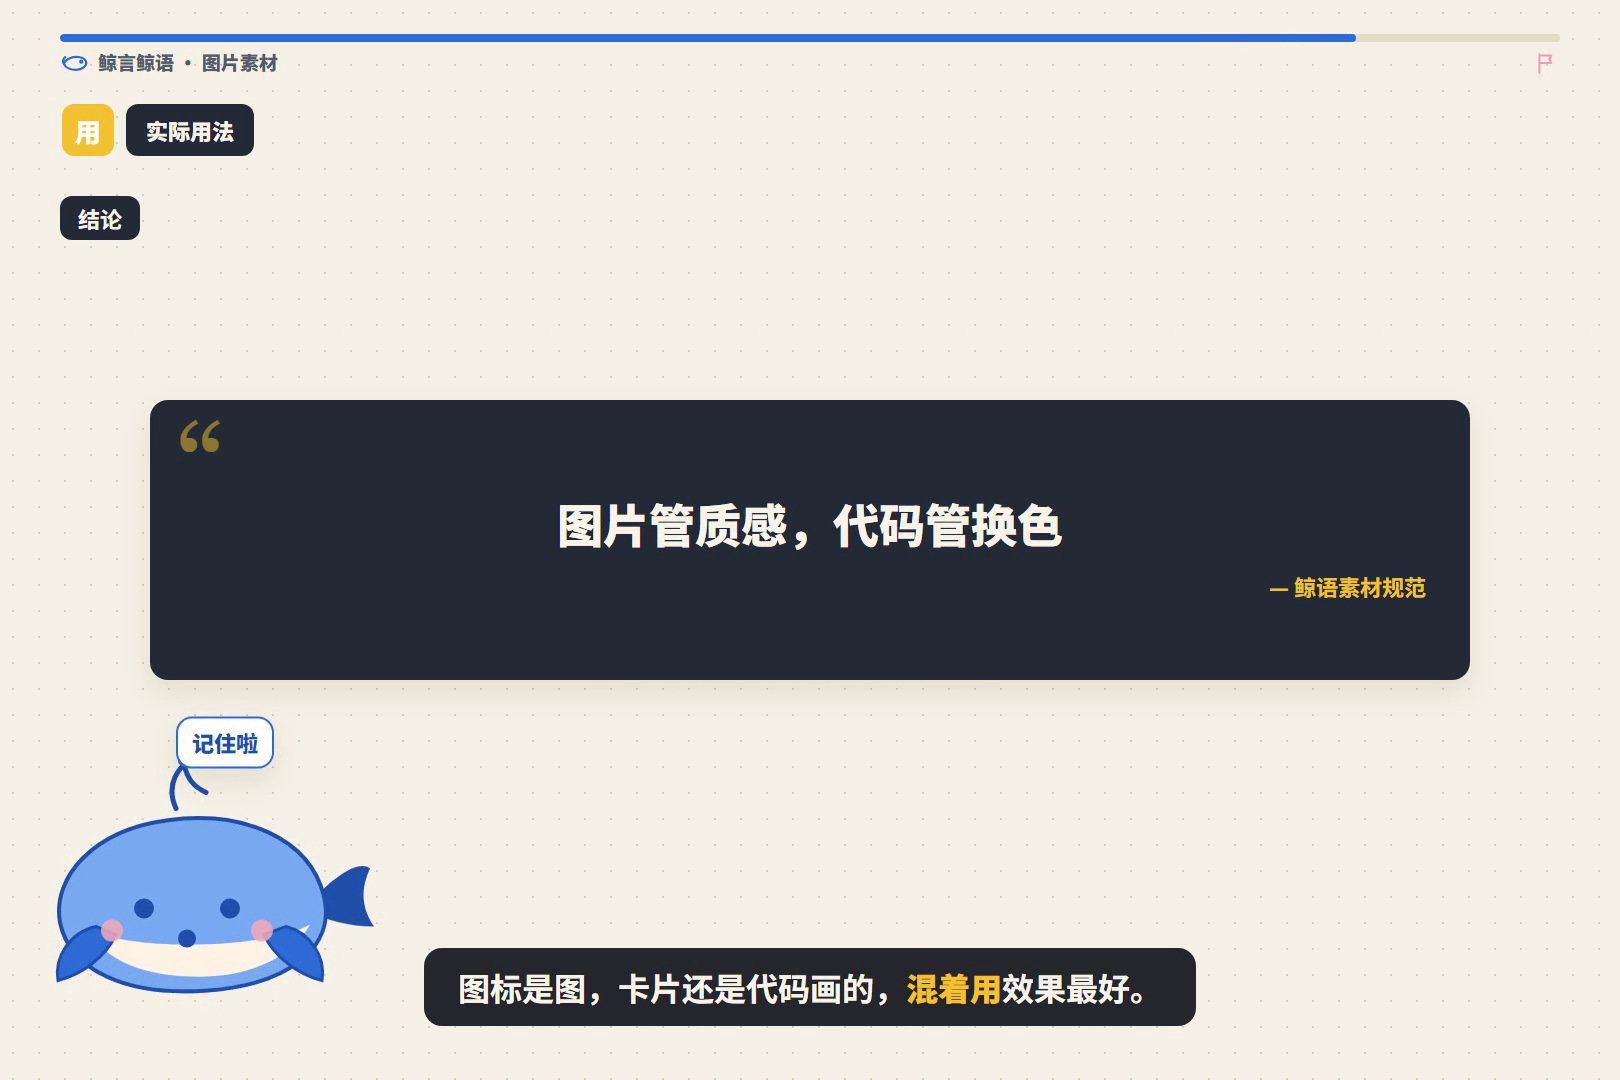 鲸言鲸语 • 图片素材
用 实际用法
结论
“
图片管质感，代码管换色
— 鲸语素材规范
记住啦
图标是图，卡片还是代码画的，混着用效果最好。